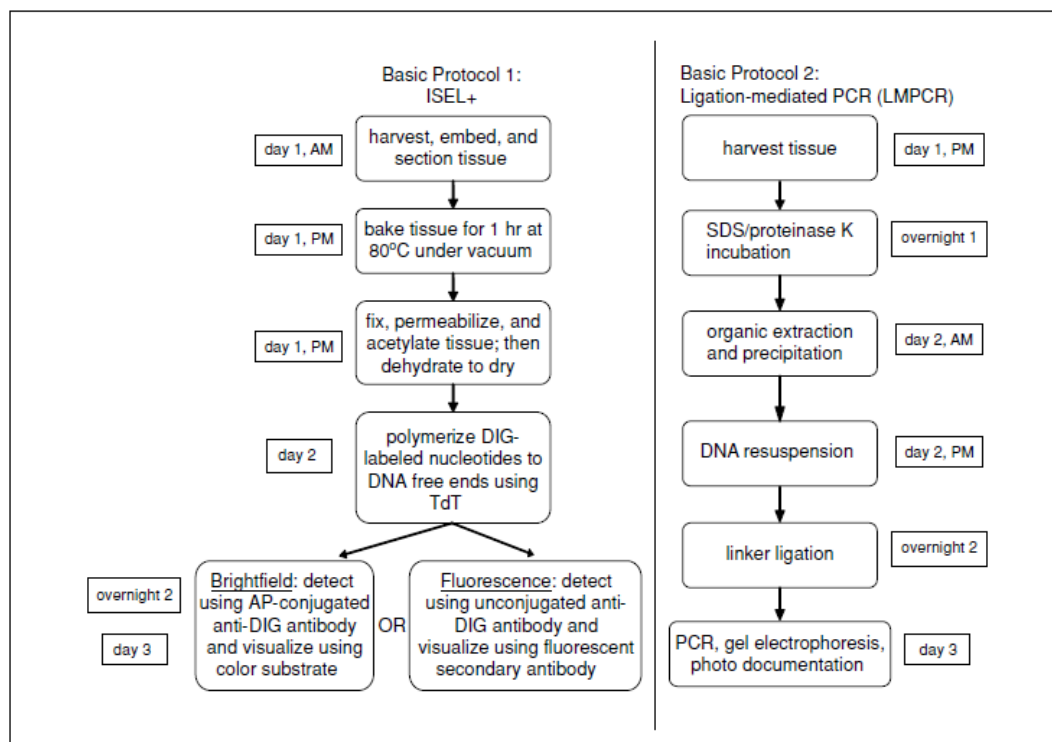 Basic Protocol 1:
ISEL+
day 1, AM
harvest, embed, and
section tissue
day 1, PM
bake tissue for 1 hr at
80ºC under vacuum
day 1, PM
fix, permeabilize, and
acetylate tissue; then
dehydrate to dry
day 2
polymerize DIG-
labeled nucleotides to
DNA free ends using
TdT
overnight 2
day 3
Brightfield: detect
using AP-conjugated
anti-DIG antibody
and visualize using
color substrate
OR
Fluorescence: detect
using unconjugated anti-
DIG antibody and
visualize using fluorescent
secondary antibody
Basic Protocol 2:
Ligation-mediated PCR (LMPCR)
harvest tissue
day 1, PM
SDS/proteinase K
incubation
overnight 1
organic extraction
and precipitation
day 2, AM
DNA resuspension
day 2, PM
linker ligation
overnight 2
PCR, gel electrophoresis,
photo documentation
day 3